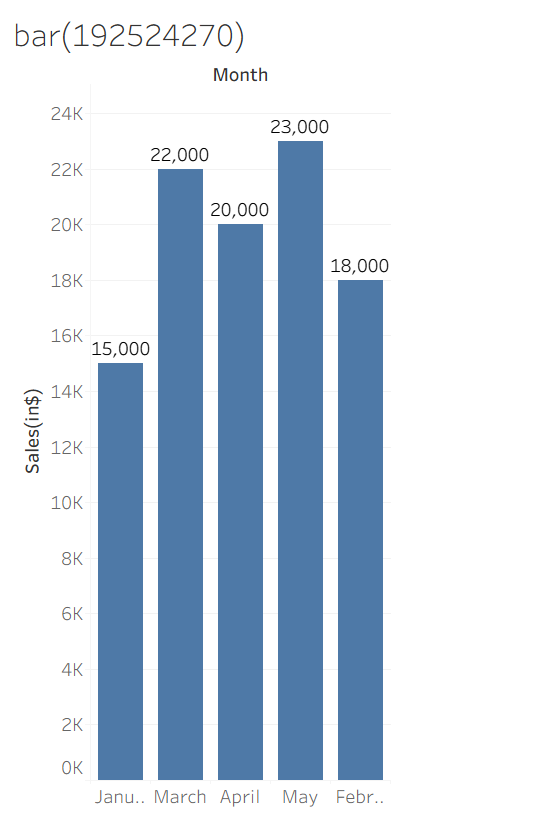 bar(192524270)
Month
24K
23,000
22,000
22K
20,000
20K
18,000
18K
16K
15,000
14K
Sales(in$)
12K
10K
8K
6K
4K
2K
0K
Janu.. March April May Febr..